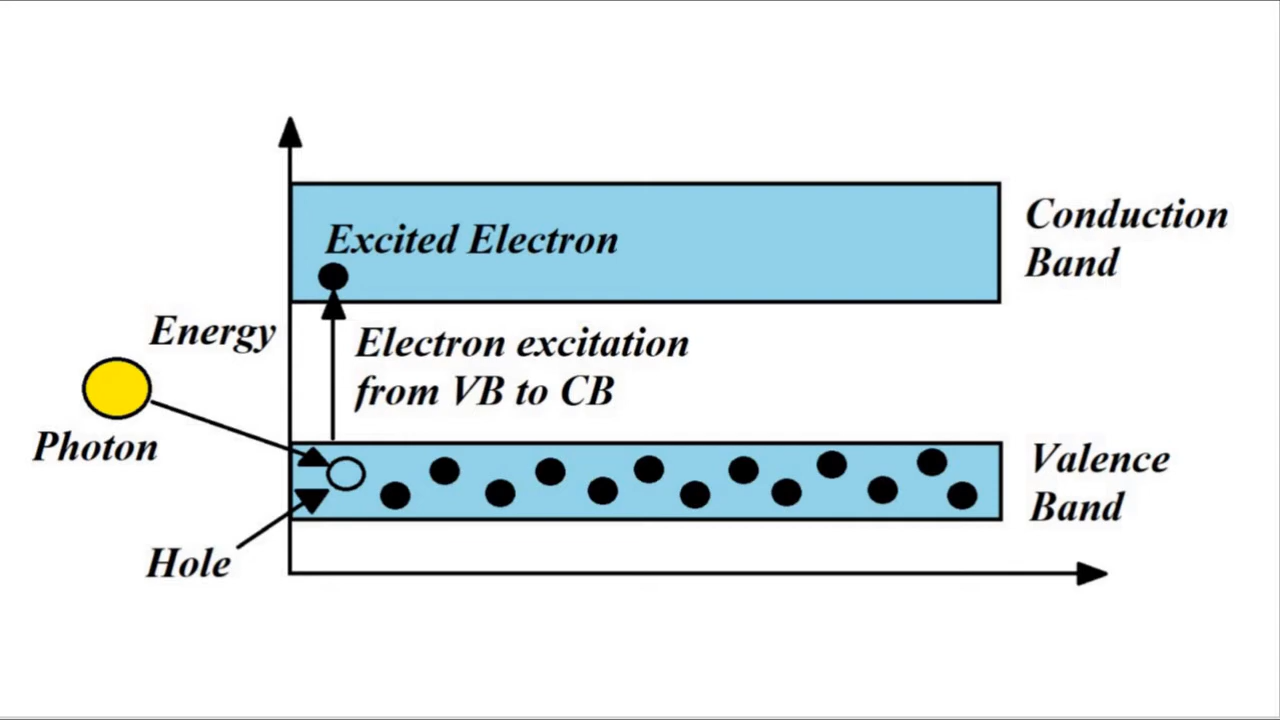 Excited Electron
Conduction
Band
Energy
Electron excitation
from VB to CB
Photon
Valence
Band
Hole